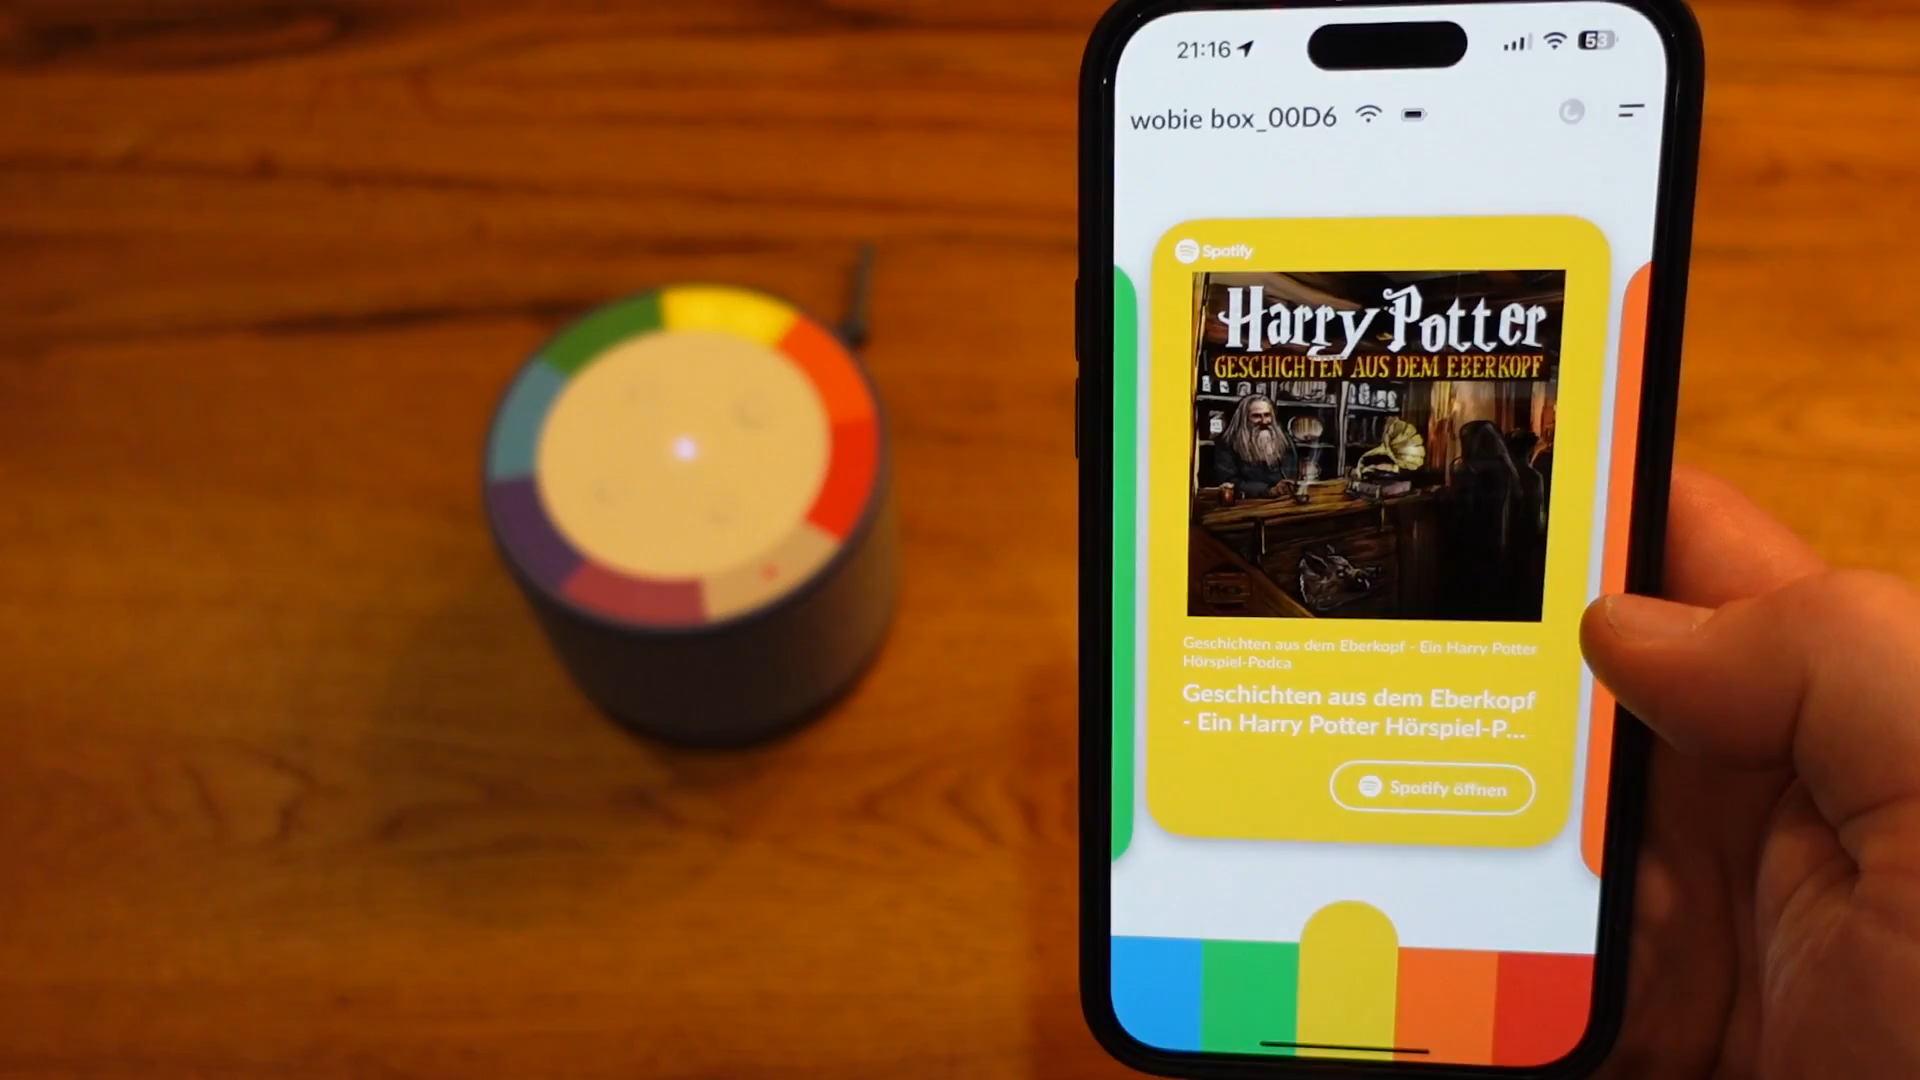 21:16
53
wobie box_00D6
Spotify
Harry Potter
GESCHICHTEN AUS DEM EBERKOPF
Geschichten aus dem Eberkopf - Ein Harry Potter
Hörspiel-Podca
Geschichten aus dem Eberkopf
- Ein Harry Potter Hörspiel-P...
Spotify öffnen